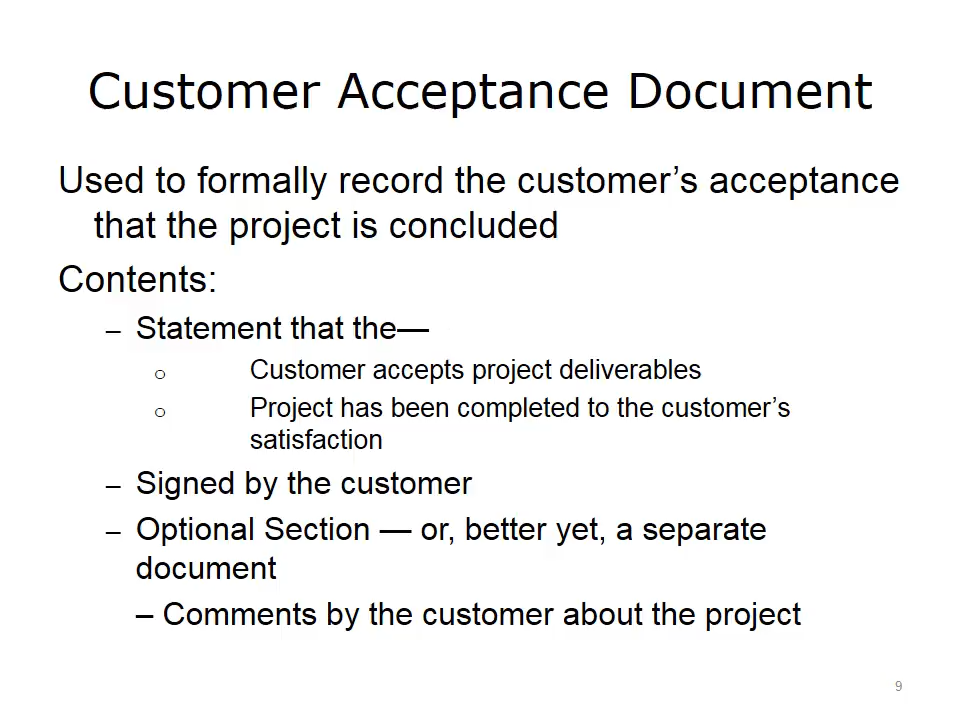 Customer Acceptance Document
Used to formally record the customer’s acceptance
that the project is concluded
Contents:
– Statement that the—
o Customer accepts project deliverables
o Project has been completed to the customer’s
satisfaction
– Signed by the customer
– Optional Section — or, better yet, a separate
document
– Comments by the customer about the project
9